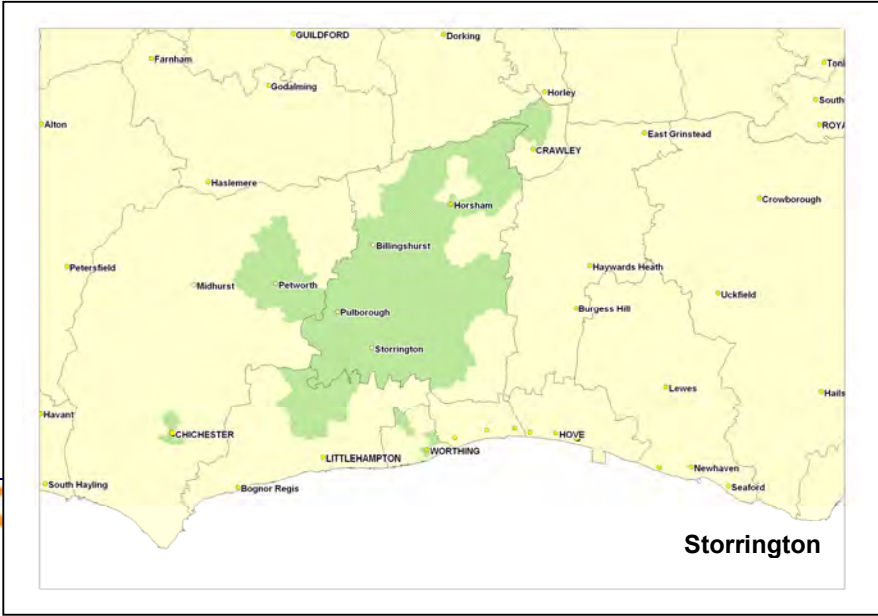 GUILDFORD
Dorking
Farnham
Toni
Godalming
Horley
South
Alton
ROYA
East Grinstead
CRAWLEY
Haslemere
Crowborough
Horsham
Billingshurst
Petersfield
Haywards Heath
Midhurst
Petworth
Uckfield
Pulborough
Burgess Hill
Storrington
Lewes
Hails
Havant
CHICHESTER
HOVE
WORTHING
LITTLEHAMPTON
Newhaven
South Hayling
Bognor Regis
Seaford
Storrington